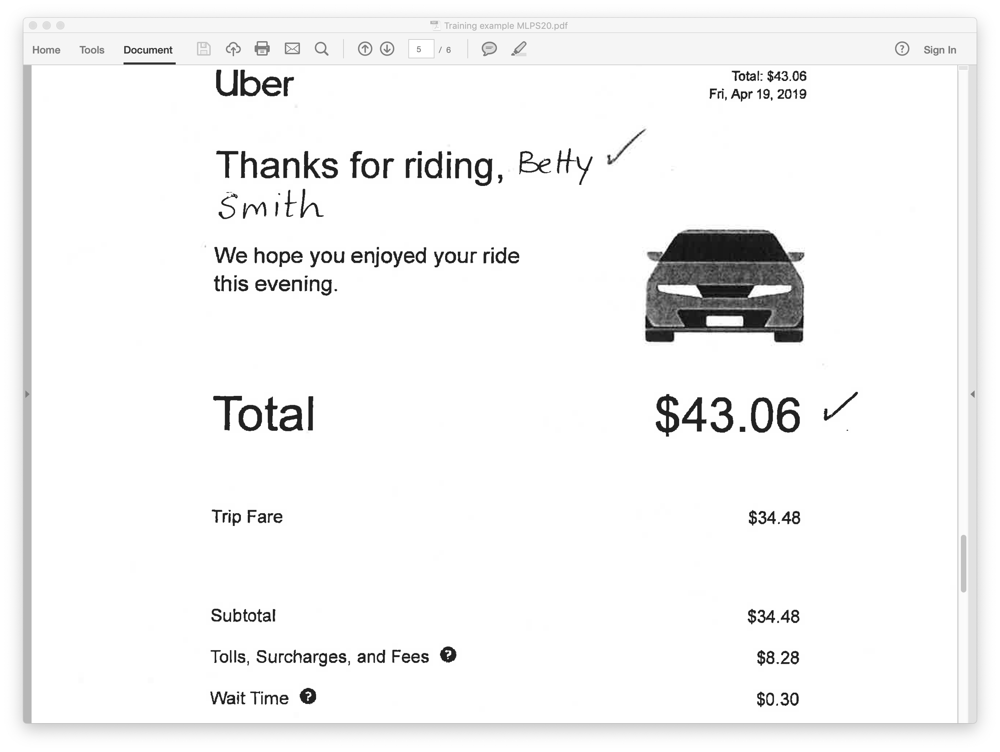 Training example MLPS20.pdf
Home Tools Document 5 / 6 Sign In
Uber
Total: $43.06
Fri, Apr 19, 2019
Thanks for riding, Betty
Smith
We hope you enjoyed your ride
this evening.
Total $43.06
Trip Fare $34.48
Subtotal $34.48
Tolls, Surcharges, and Fees ? $8.28
Wait Time ? $0.30